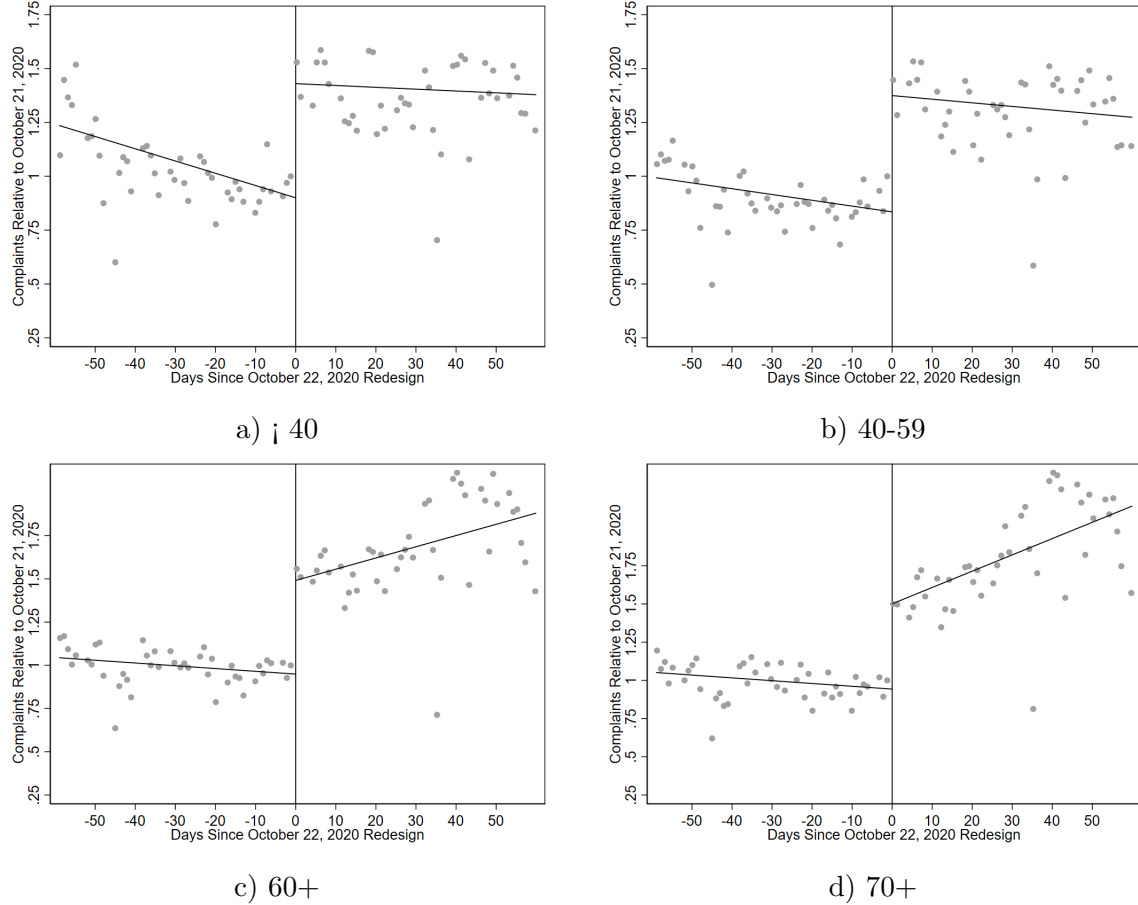 Complaints Relative to October 21, 2020
.25 .5 .75 1 1.25 1.5 1.75
-50 -40 -30 -20 -10 0 10 20 30 40 50
Days Since October 22, 2020 Redesign
a) ¡ 40
Complaints Relative to October 21, 2020
.25 .5 .75 1 1.25 1.5 1.75
-50 -40 -30 -20 -10 0 10 20 30 40 50
Days Since October 22, 2020 Redesign
b) 40-59
Complaints Relative to October 21, 2020
.25 .5 .75 1 1.25 1.5 1.75
-50 -40 -30 -20 -10 0 10 20 30 40 50
Days Since October 22, 2020 Redesign
c) 60+
Complaints Relative to October 21, 2020
.25 .5 .75 1 1.25 1.5 1.75
-50 -40 -30 -20 -10 0 10 20 30 40 50
Days Since October 22, 2020 Redesign
d) 70+